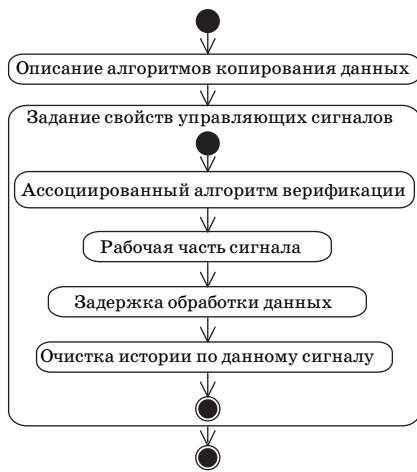 Описание алгоритмов копирования данных
Задание свойств управляющих сигналов
Ассоциированный алгоритм верификации
Рабочая часть сигнала
Задержка обработки данных
Очистка истории по данному сигналу